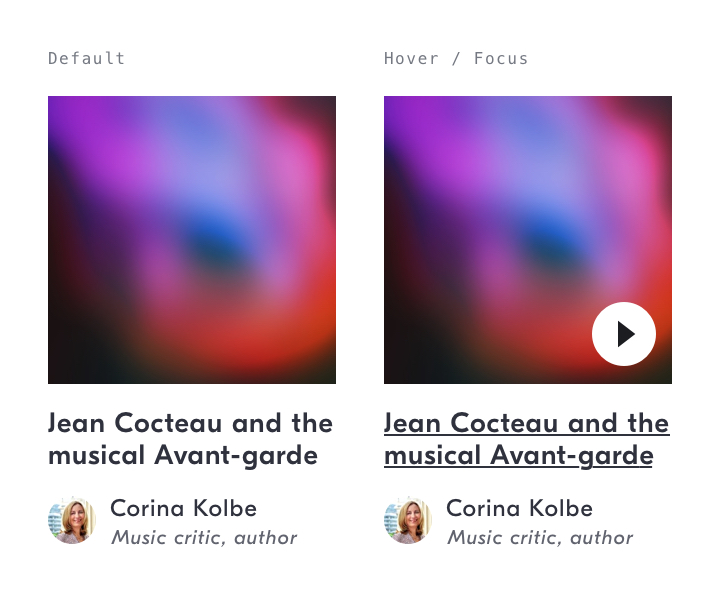 Default
Hover / Focus
Jean Cocteau and the
musical Avant-garde
Corina Kolbe
Music critic, author
Jean Cocteau and the
musical Avant-garde
Corina Kolbe
Music critic, author